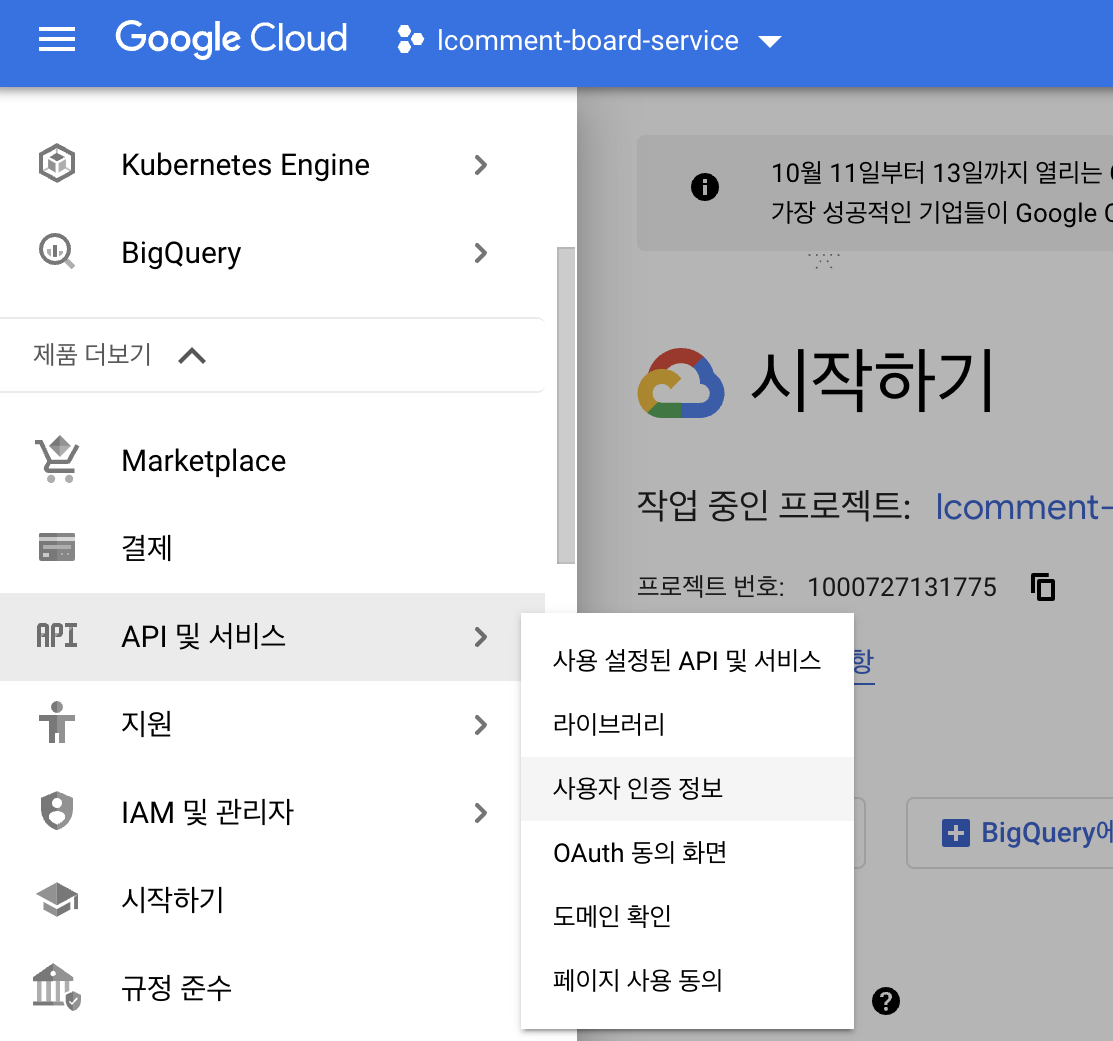 Google Cloud
lcomment-board-service
Kubernetes Engine
BigQuery
제품 더보기
Marketplace
결제
API 및 서비스
지원
IAM 및 관리자
시작하기
규정 준수
사용 설정된 API 및 서비스
라이브러리
사용자 인증 정보
OAuth 동의 화면
도메인 확인
페이지 사용 동의
10월 11일부터 13일까지 열리는
가장 성공적인 기업들이 Google
시작하기
작업 중인 프로젝트: lcomment-
프로젝트 번호: 1000727131775
항
BigQuery에